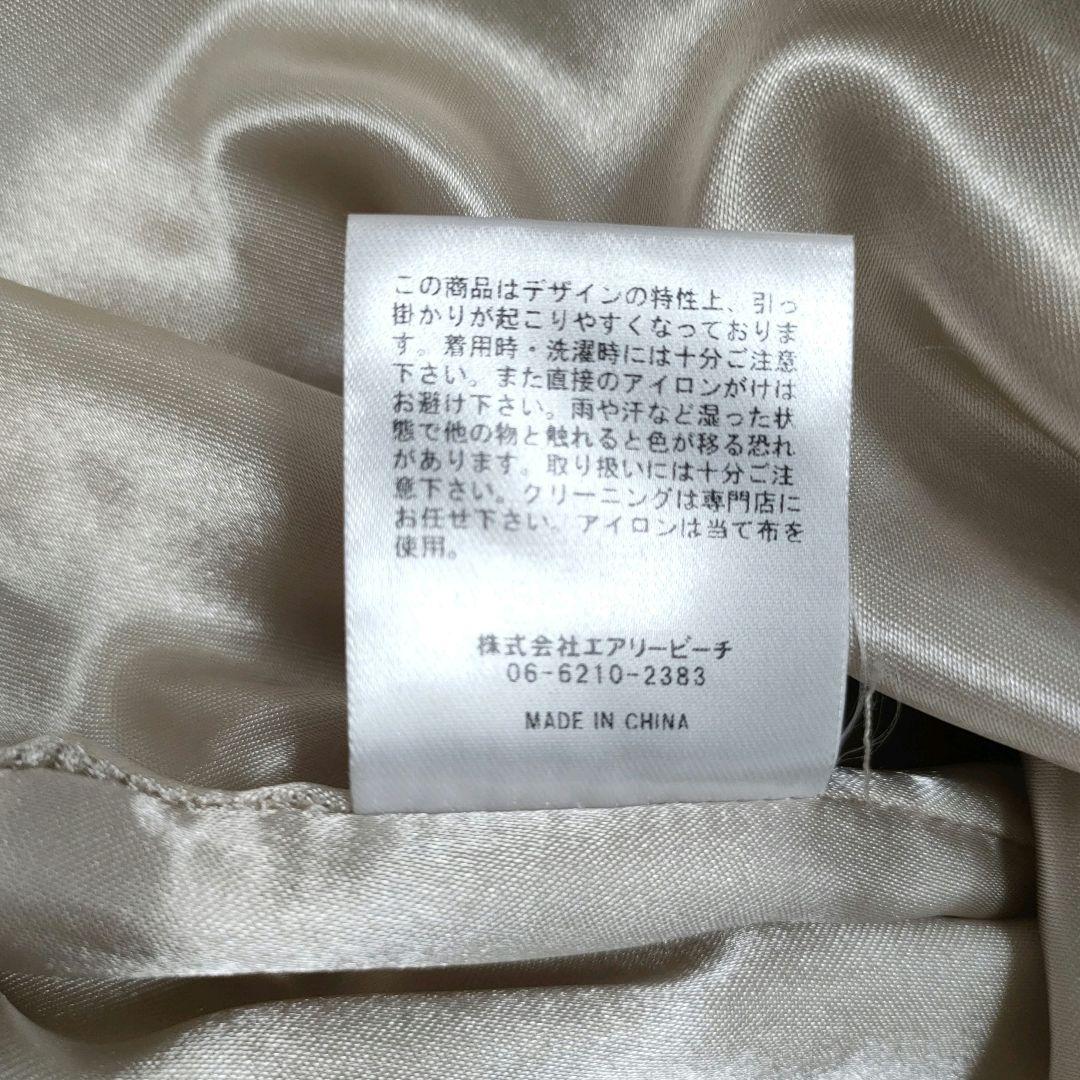 この商品はデザインの特性上、引っ
掛かりが起こりやすくなっておりま
す。着用時・洗濯時には十分ご注意
下さい。また直接のアイロンがけは
お避け下さい。雨や汗など湿った状
態で他の物と触れると色が移る恐れ
があります。取り扱いには十分ご注
意下さい。クリーニングは専門店に
お任せ下さい。アイロンは当て布を
使用。
株式会社エアリービーチ
06-6210-2383
MADE IN CHINA